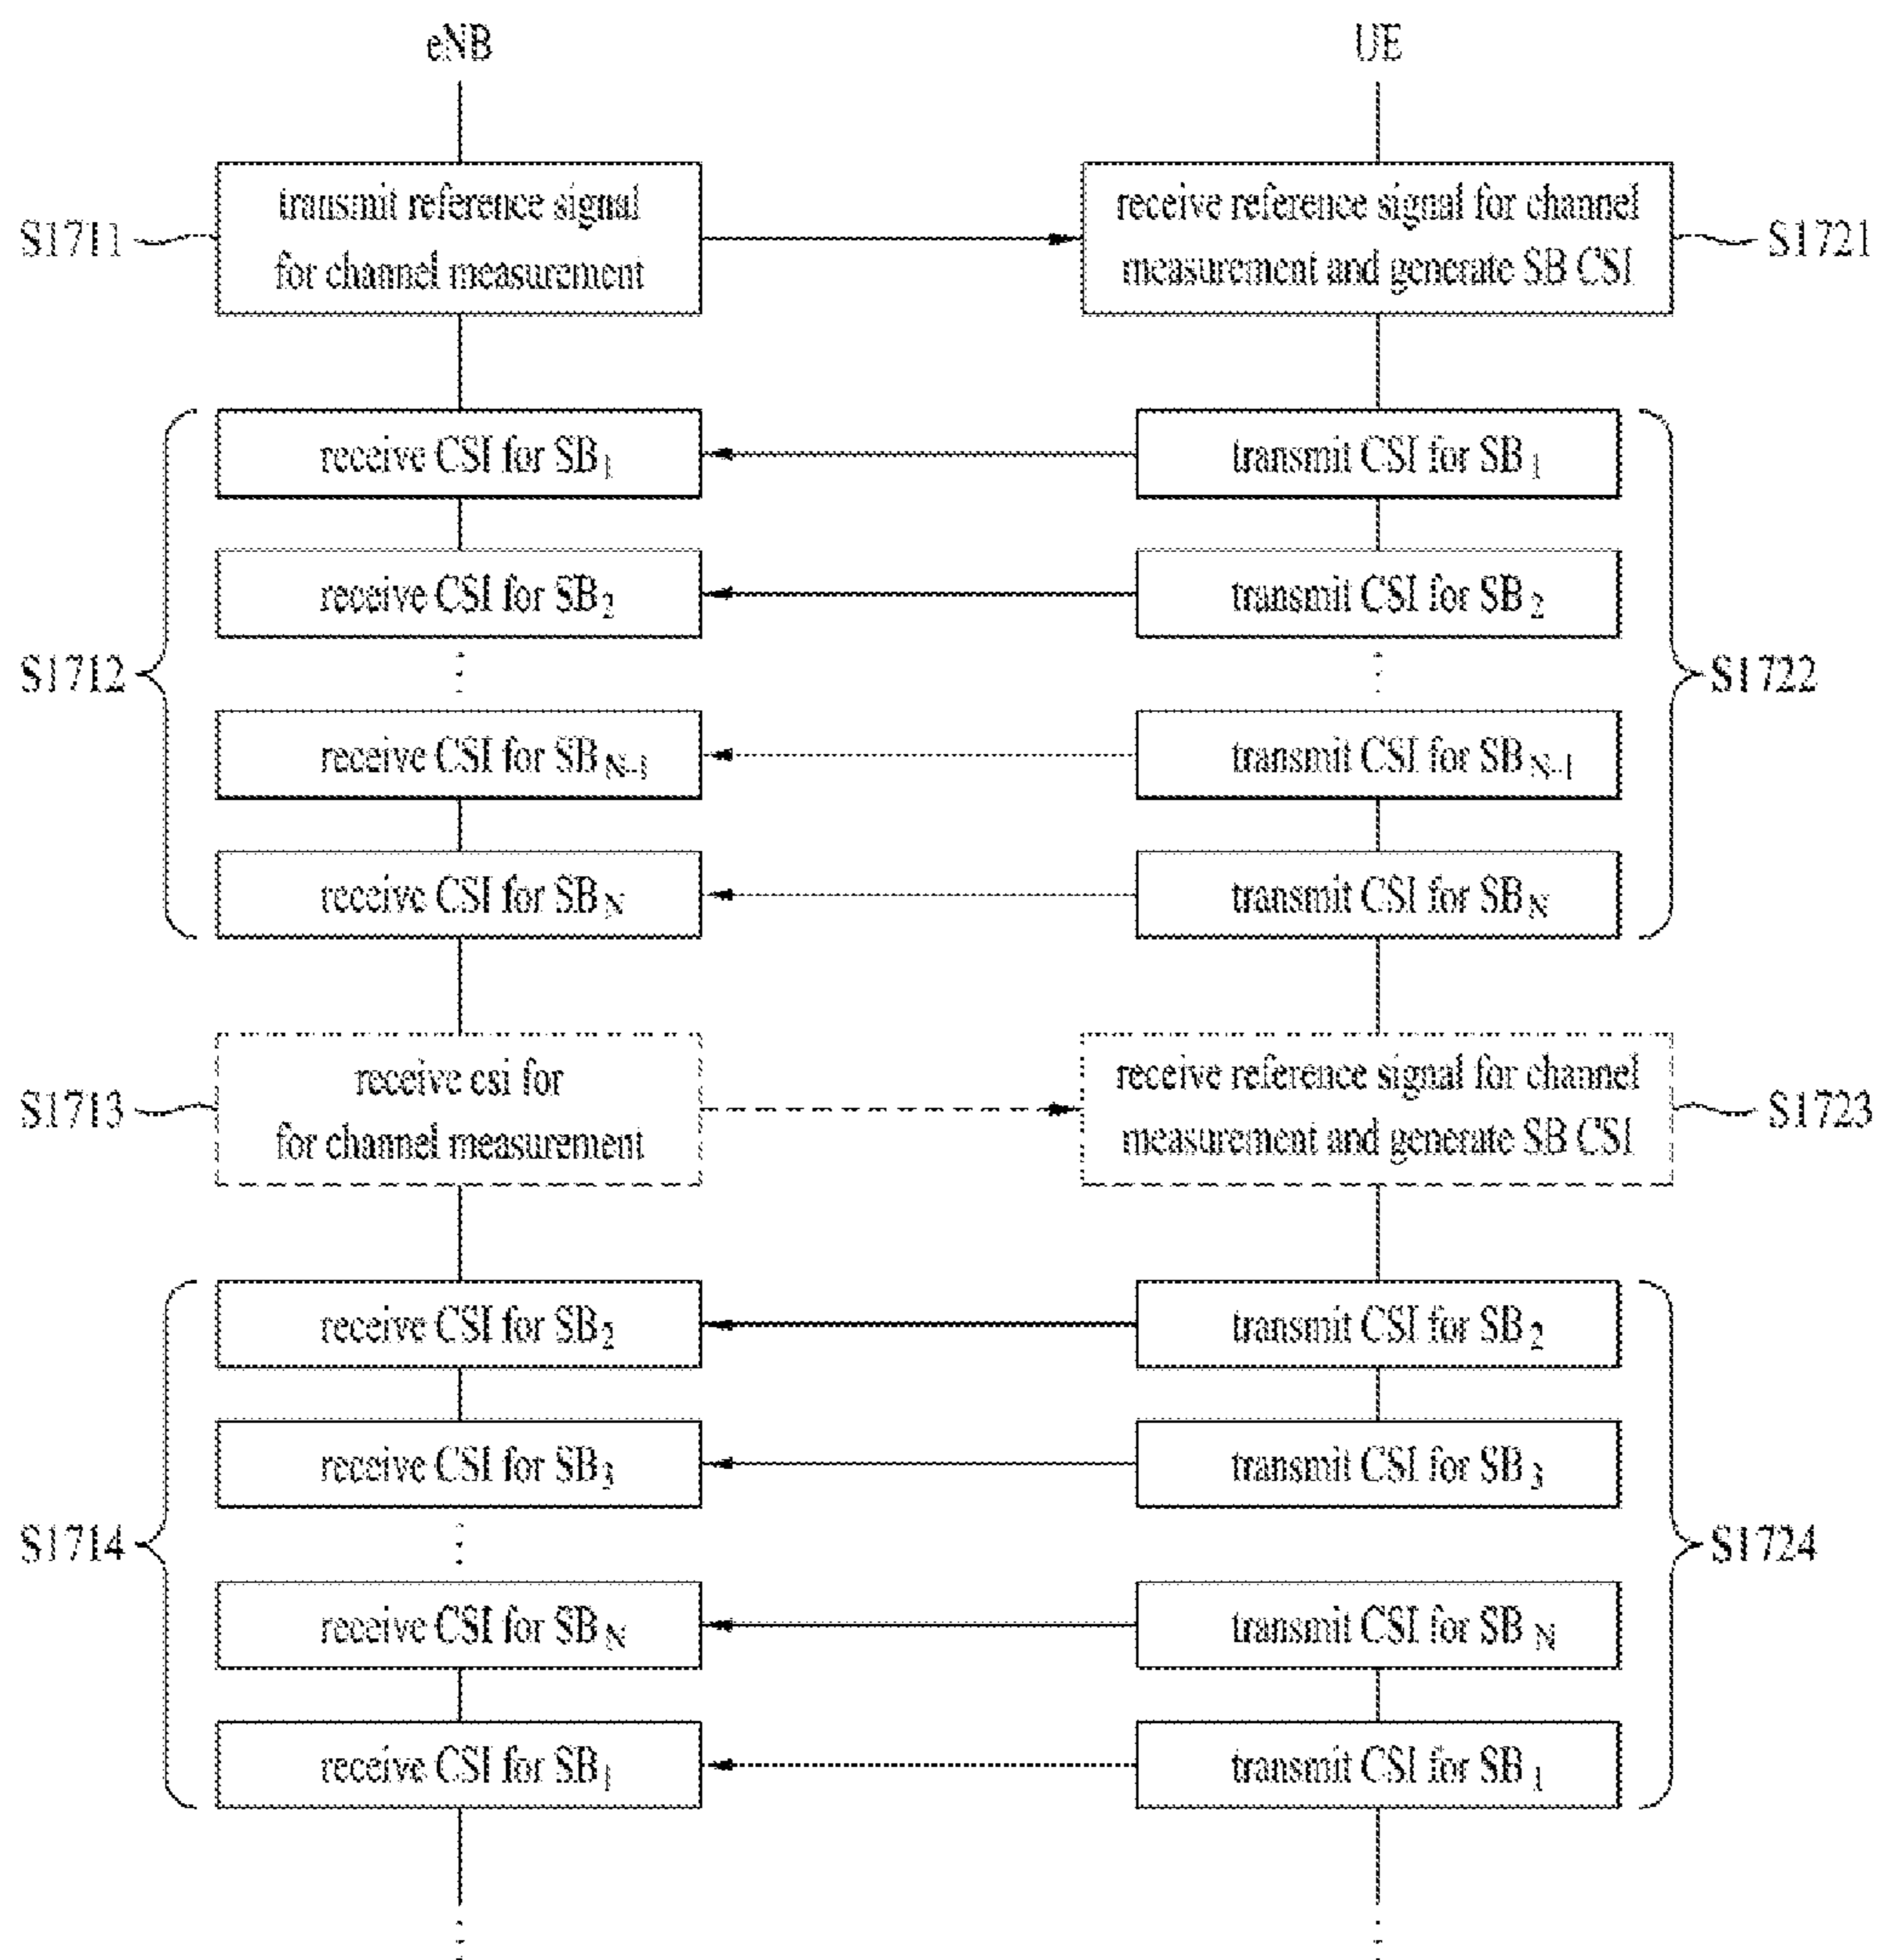 eNB
UE
transmit reference signal
for channel measurement
receive reference signal for channel
measurement and generate SB CSI
S1711
S1721
receive CSI for SB1
transmit CSI for SB1
receive CSI for SB2
transmit CSI for SB2
S1712
S1722
receive CSI for SBN-1
transmit CSI for SBN-1
receive CSI for SBN
transmit CSI for SBN
receive csi for
for channel measurement
receive reference signal for channel
measurement and generate SB CSI
S1713
S1723
receive CSI for SB2
transmit CSI for SB2
receive CSI for SB3
transmit CSI for SB3
S1714
S1724
receive CSI for SBN
transmit CSI for SBN
receive CSI for SB1
transmit CSI for SB1